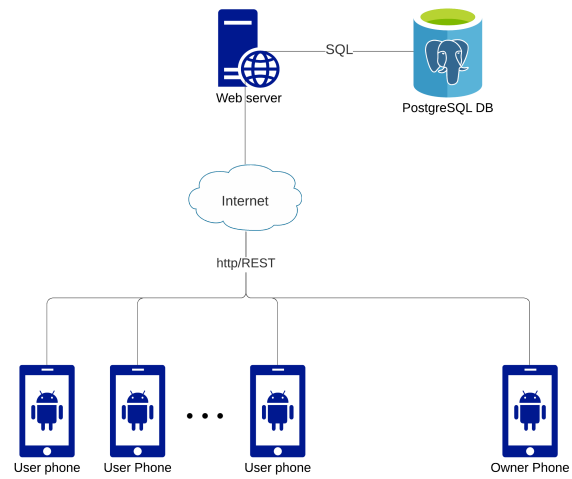 SQL
Web server
PostgreSQL DB
Internet
http/REST
User phone
User Phone
User phone
Owner Phone